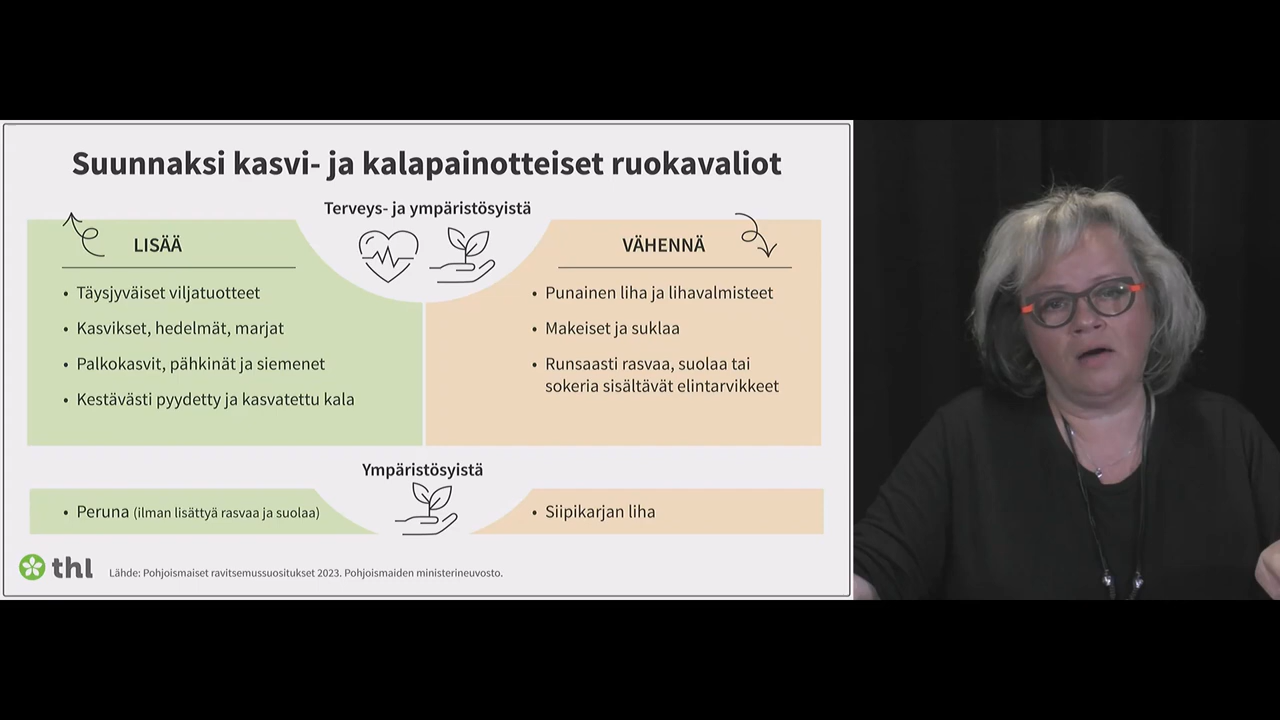 Suunnaksi kasvi- ja kalapainotteiset ruokavaliot
Terveys- ja ympäristösyistä
LISÄÄ
Täysjyväiset viljatuotteet
Kasvikset, hedelmät, marjat
Palkokasvit, pähkinät ja siemenet
Kestävästi pyydetty ja kasvatettu kala
VÄHENNÄ
Punainen liha ja lihavalmisteet
Makeiset ja suklaa
Runsaasti rasvaa, suolaa tai
sokeria sisältävät elintarvikkeet
Ympäristösyistä
Peruna (ilman lisättyä rasvaa ja suolaa)
Siipikarjan liha
thl
Lähde: Pohjoismaiset ravitsemussuositukset 2023. Pohjoismaiden ministerineuvosto.